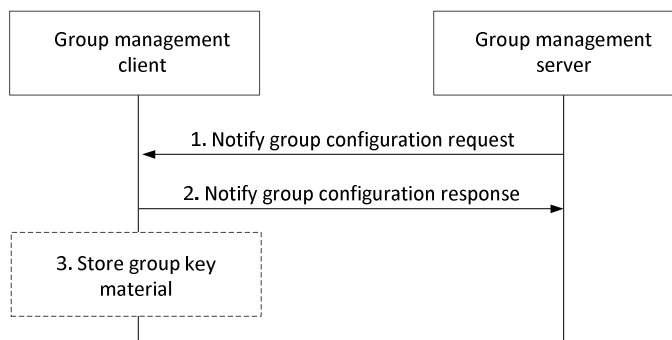 Group management
client
Group management
server
1. Notify group configuration request
2. Notify group configuration response
3. Store group key
material